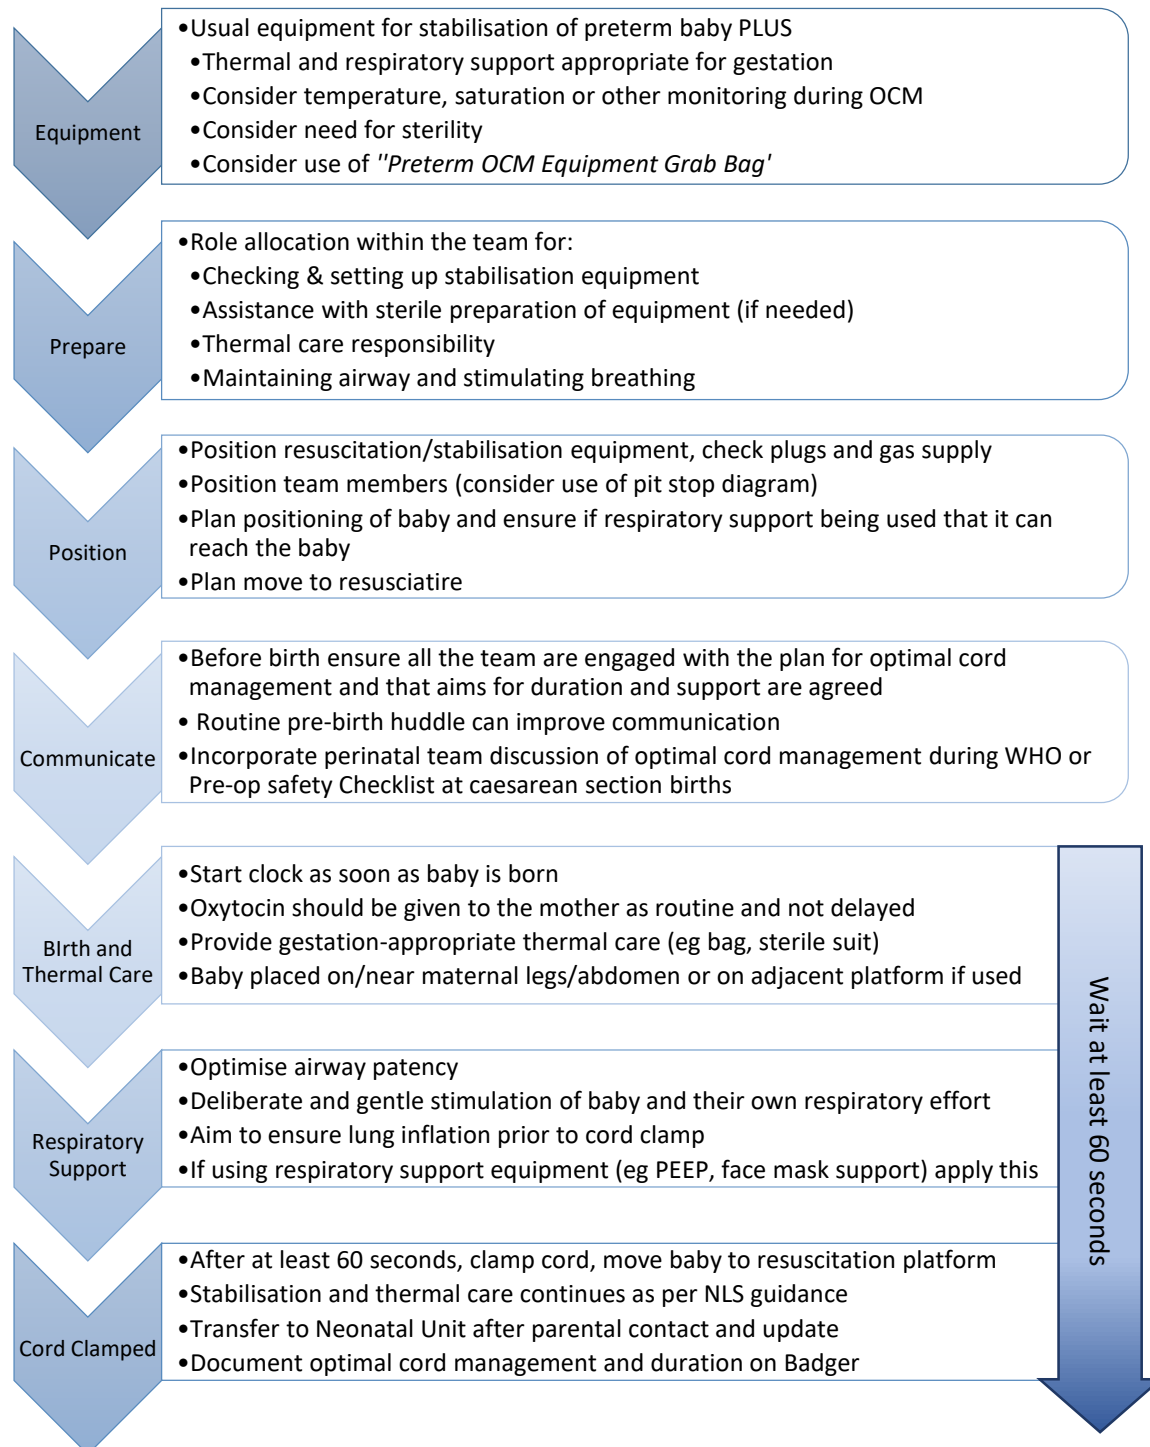 Equipment
•Usual equipment for stabilisation of preterm baby PLUS
•Thermal and respiratory support appropriate for gestation
•Consider temperature, saturation or other monitoring during OCM
•Consider need for sterility
•Consider use of "Preterm OCM Equipment Grab Bag'
Prepare
•Role allocation within the team for:
•Checking & setting up stabilisation equipment
•Assistance with sterile preparation of equipment (if needed)
•Thermal care responsibility
•Maintaining airway and stimulating breathing
Position
•Position resuscitation/stabilisation equipment, check plugs and gas supply
•Position team members (consider use of pit stop diagram)
•Plan positioning of baby and ensure if respiratory support being used that it can
reach the baby
•Plan move to resusciatire
Communicate
•Before birth ensure all the team are engaged with the plan for optimal cord
management and that aims for duration and support are agreed
• Routine pre-birth huddle can improve communication
•Incorporate perinatal team discussion of optimal cord management during WHO or
Pre-op safety Checklist at caesarean section births
BIrth and
Thermal Care
•Start clock as soon as baby is born
•Oxytocin should be given to the mother as routine and not delayed
•Provide gestation-appropriate thermal care (eg bag, sterile suit)
•Baby placed on/near maternal legs/abdomen or on adjacent platform if used
Respiratory
Support
•Optimise airway patency
•Deliberate and gentle stimulation of baby and their own respiratory effort
•Aim to ensure lung inflation prior to cord clamp
•If using respiratory support equipment (eg PEEP, face mask support) apply this
Cord Clamped
•After at least 60 seconds, clamp cord, move baby to resuscitation platform
•Stabilisation and thermal care continues as per NLS guidance
•Transfer to Neonatal Unit after parental contact and update
•Document optimal cord management and duration on Badger
Wait at least 60 seconds